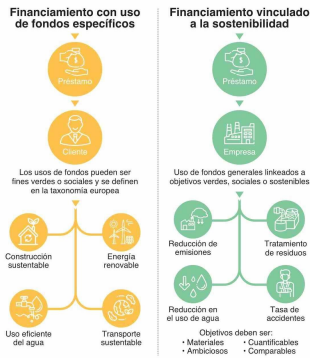 Financiamiento con uso
de fondos específicos
Préstamo
Cliente
Los usos de fondos pueden ser
fines verdes o sociales y se definen
en la taxonomía europea
Construcción
sustentable
Energía
renovable
Uso eficiente
del agua
Transporte
sustentable
Financiamiento vinculado
a la sostenibilidad
Préstamo
Empresa
Uso de fondos generales linkeados a
objetivos verdes, sociales o sostenibles
Reducción de
emisiones
Tratamiento
de residuos
Reducción en
el uso de agua
Tasa de
accidentes
Objetivos deben ser:
• Materiales • Cuantificables
• Ambiciosos • Comparables